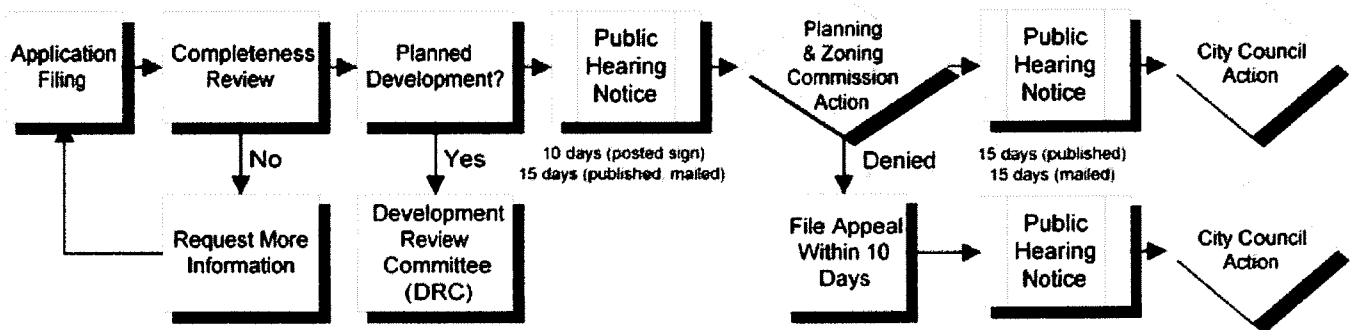 Application
Filing
Completeness
Review
Planned
Development?
Public
Hearing
Notice
Planning
& Zoning
Commission
Action
Public
Hearing
Notice
City Council
Action
No
Yes
10 days (posted sign)
15 days (published, mailed)
Denied
15 days (published)
15 days (mailed)
Request More
Information
Development
Review
Committee
(DRC)
File Appeal
Within 10
Days
Public
Hearing
Notice
City Council
Action